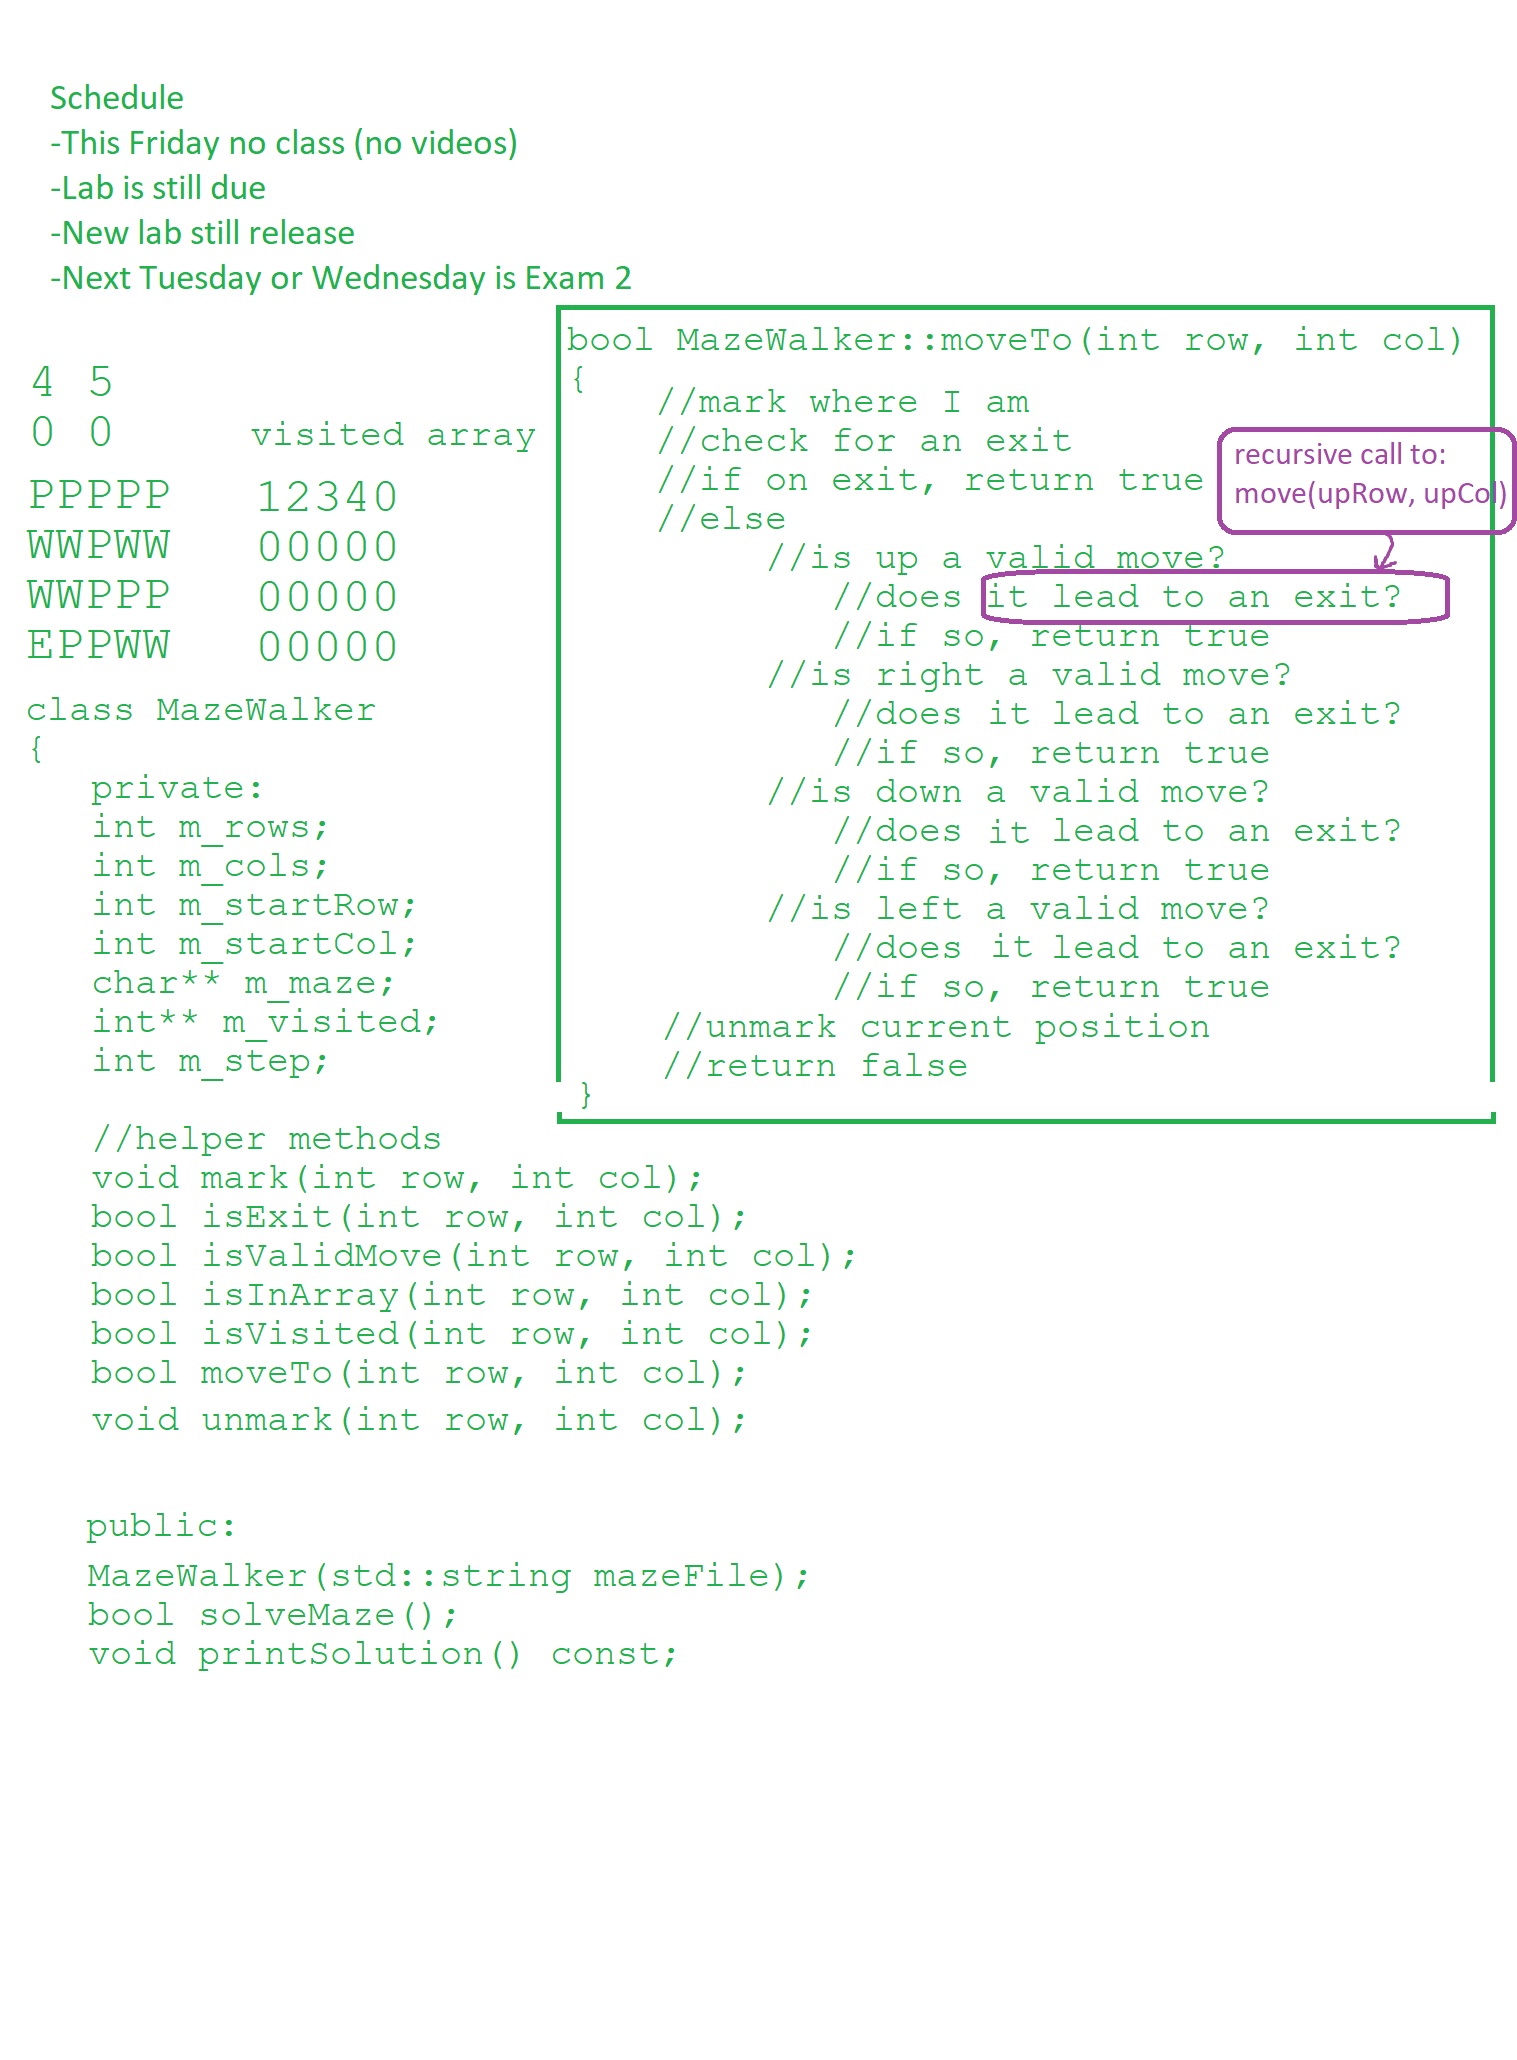 Schedule
-This Friday no class (no videos)
-Lab is still due
-New lab still release
-Next Tuesday or Wednesday is Exam 2
4 5
0 0
visited array
PPPPP 12340
WWPWW 00000
WWPPP 00000
EPPWW 00000
class MazeWalker
{
private:
int m_rows;
int m_cols;
int m_startRow;
int m_startCol;
char** m_maze;
int** m_visited;
int m_step;
//helper methods
void mark(int row, int col);
bool isExit(int row, int col);
bool isValidMove(int row, int col);
bool isInArray(int row, int col);
bool isVisited(int row, int col);
bool moveTo(int row, int col);
void unmark(int row, int col);
public:
MazeWalker(std::string mazeFile);
bool solveMaze();
void printSolution() const;
bool MazeWalker::moveTo(int row, int col)
{
//mark where I am
//check for an exit
//if on exit, return true
//else
//is up a valid move?
//does it lead to an exit?
//if so, return true
//is right a valid move?
//does it lead to an exit?
//if so, return true
//is down a valid move?
//does it lead to an exit?
//if so, return true
//is left a valid move?
//does it lead to an exit?
//if so, return true
//unmark current position
//return false
}
recursive call to:
move(upRow, upCol)